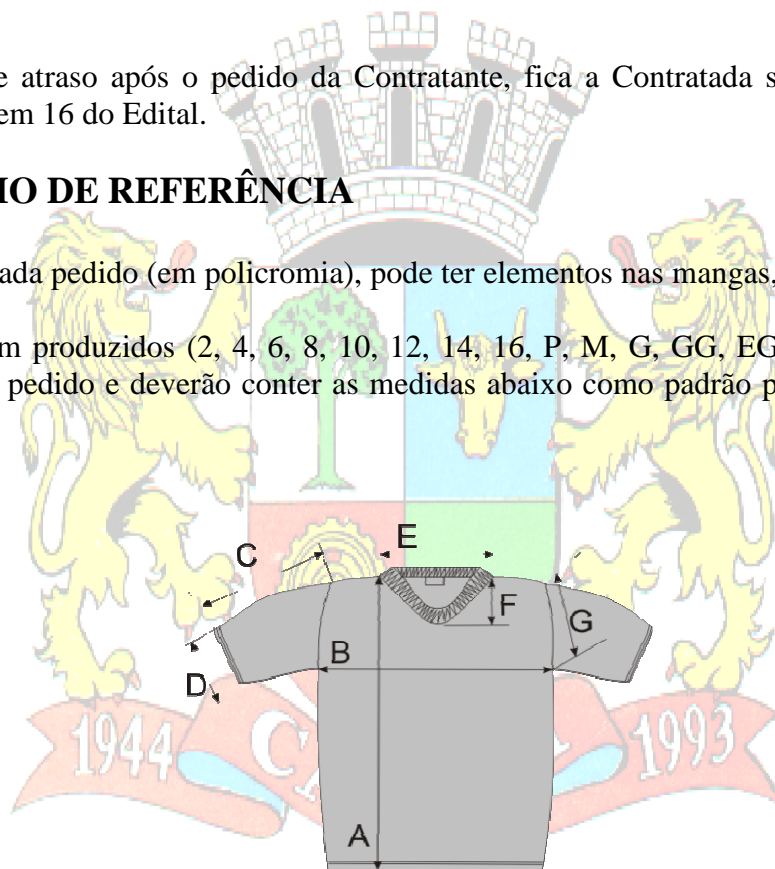 e atraso após o pedido da Contratante, fica a Contratada s
em 16 do Edital.
IO DE REFERÊNCIA
ada pedido (em policromia), pode ter elementos nas mangas,
m produzidos (2, 4, 6, 8, 10, 12, 14, 16, P, M, G, GG, EG
pedido e deverão conter as medidas abaixo como padrão p
E
C
F
G
B
D
1944
1993
A